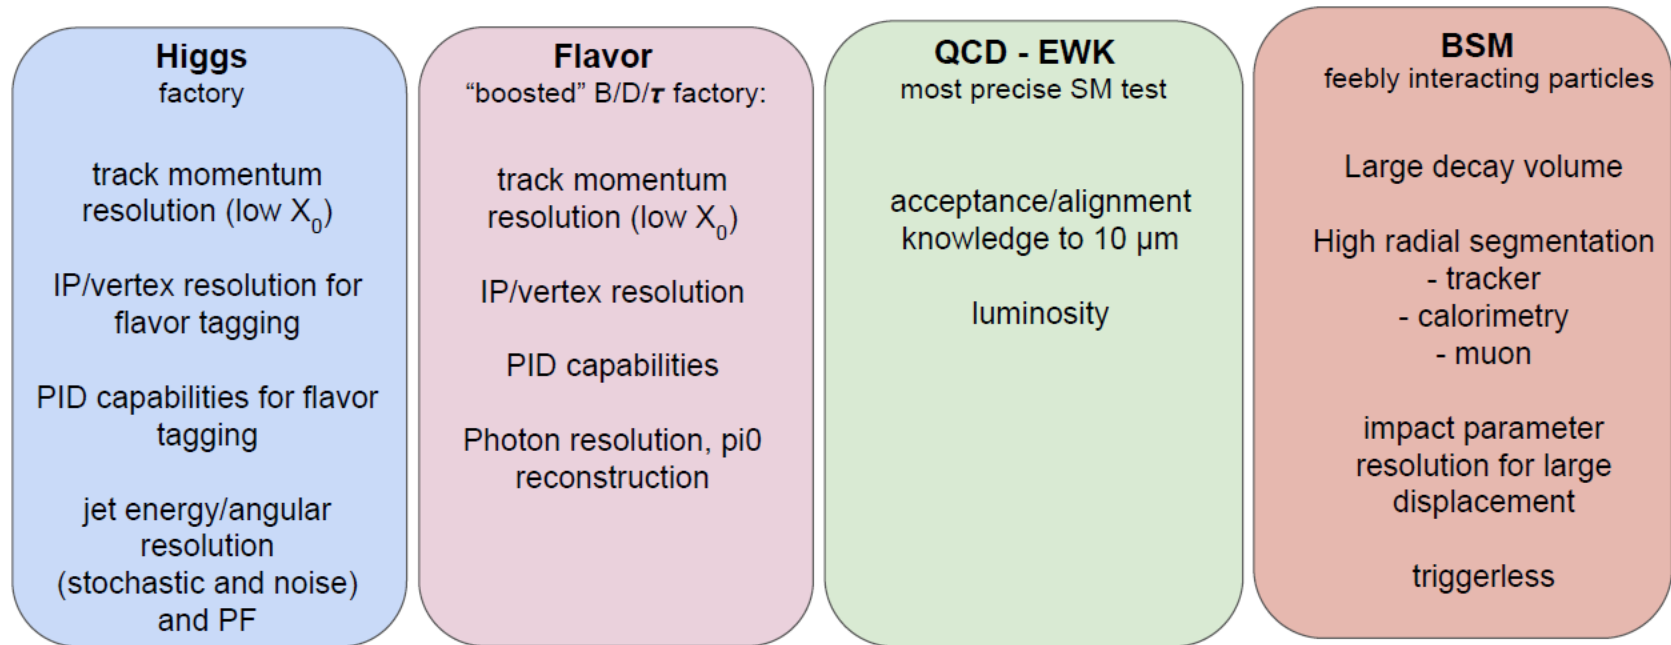 Higgs
factory
track momentum
resolution (low X₀)
IP/vertex resolution for
flavor tagging
PID capabilities for flavor
tagging
jet energy/angular
resolution
(stochastic and noise)
and PF
Flavor
“boosted” B/D/τ factory:
track momentum
resolution (low X₀)
IP/vertex resolution
PID capabilities
Photon resolution, pi0
reconstruction
QCD - EWK
most precise SM test
acceptance/alignment
knowledge to 10 μm
luminosity
BSM
feebly interacting particles
Large decay volume
High radial segmentation
- tracker
- calorimetry
- muon
impact parameter
resolution for large
displacement
triggerless